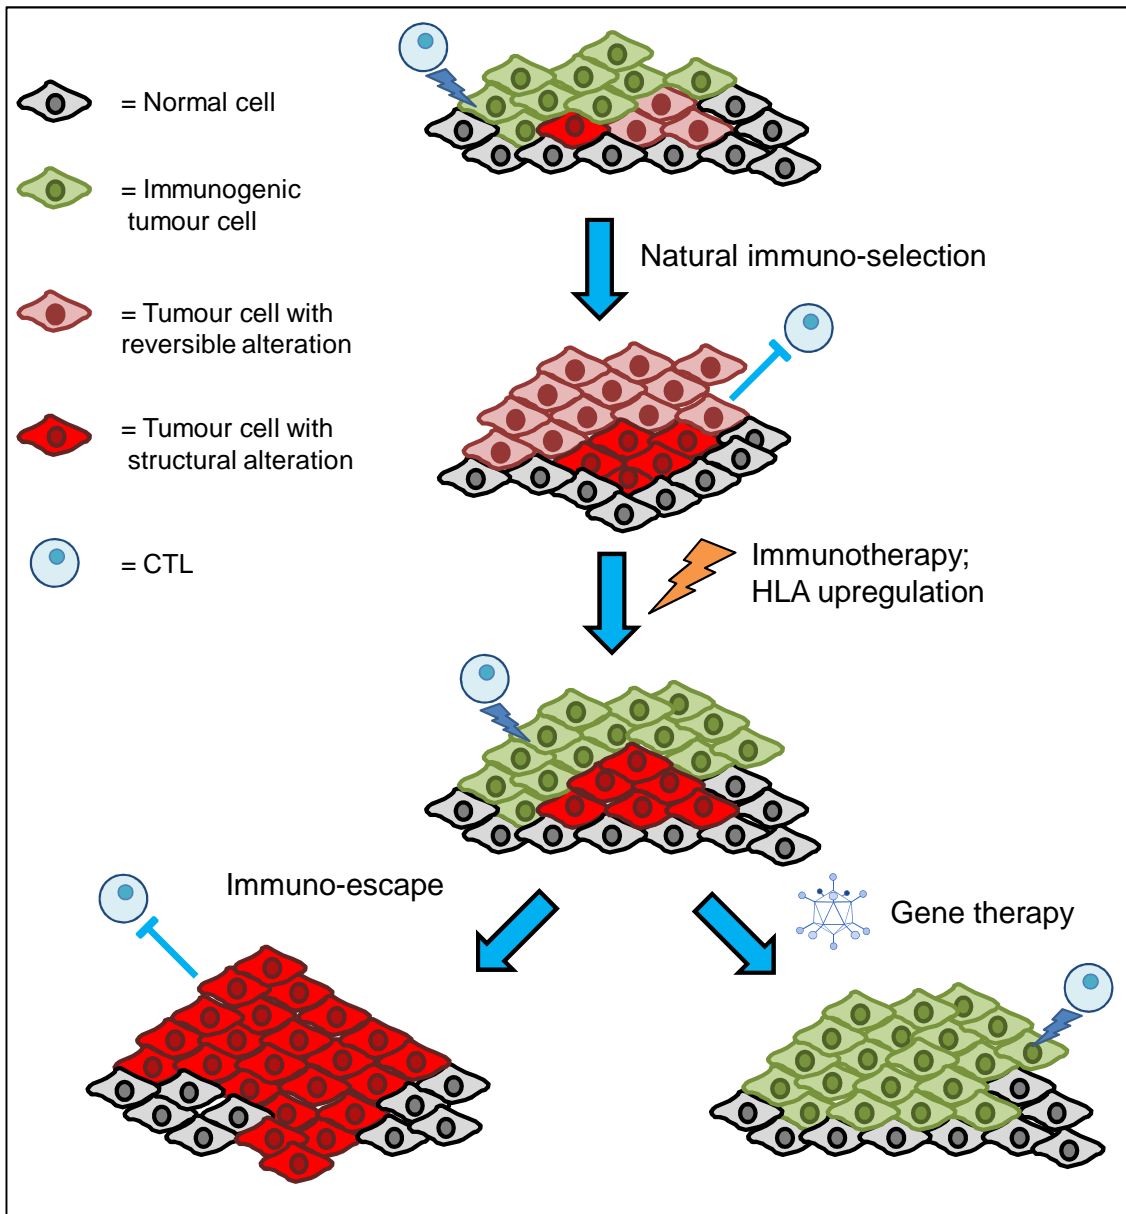 = Normal cell
= Immunogenic
tumour cell
= Tumour cell with
reversible alteration
= Tumour cell with
structural alteration
= CTL
Natural immuno-selection
Immunotherapy;
HLA upregulation
Immuno-escape
Gene therapy